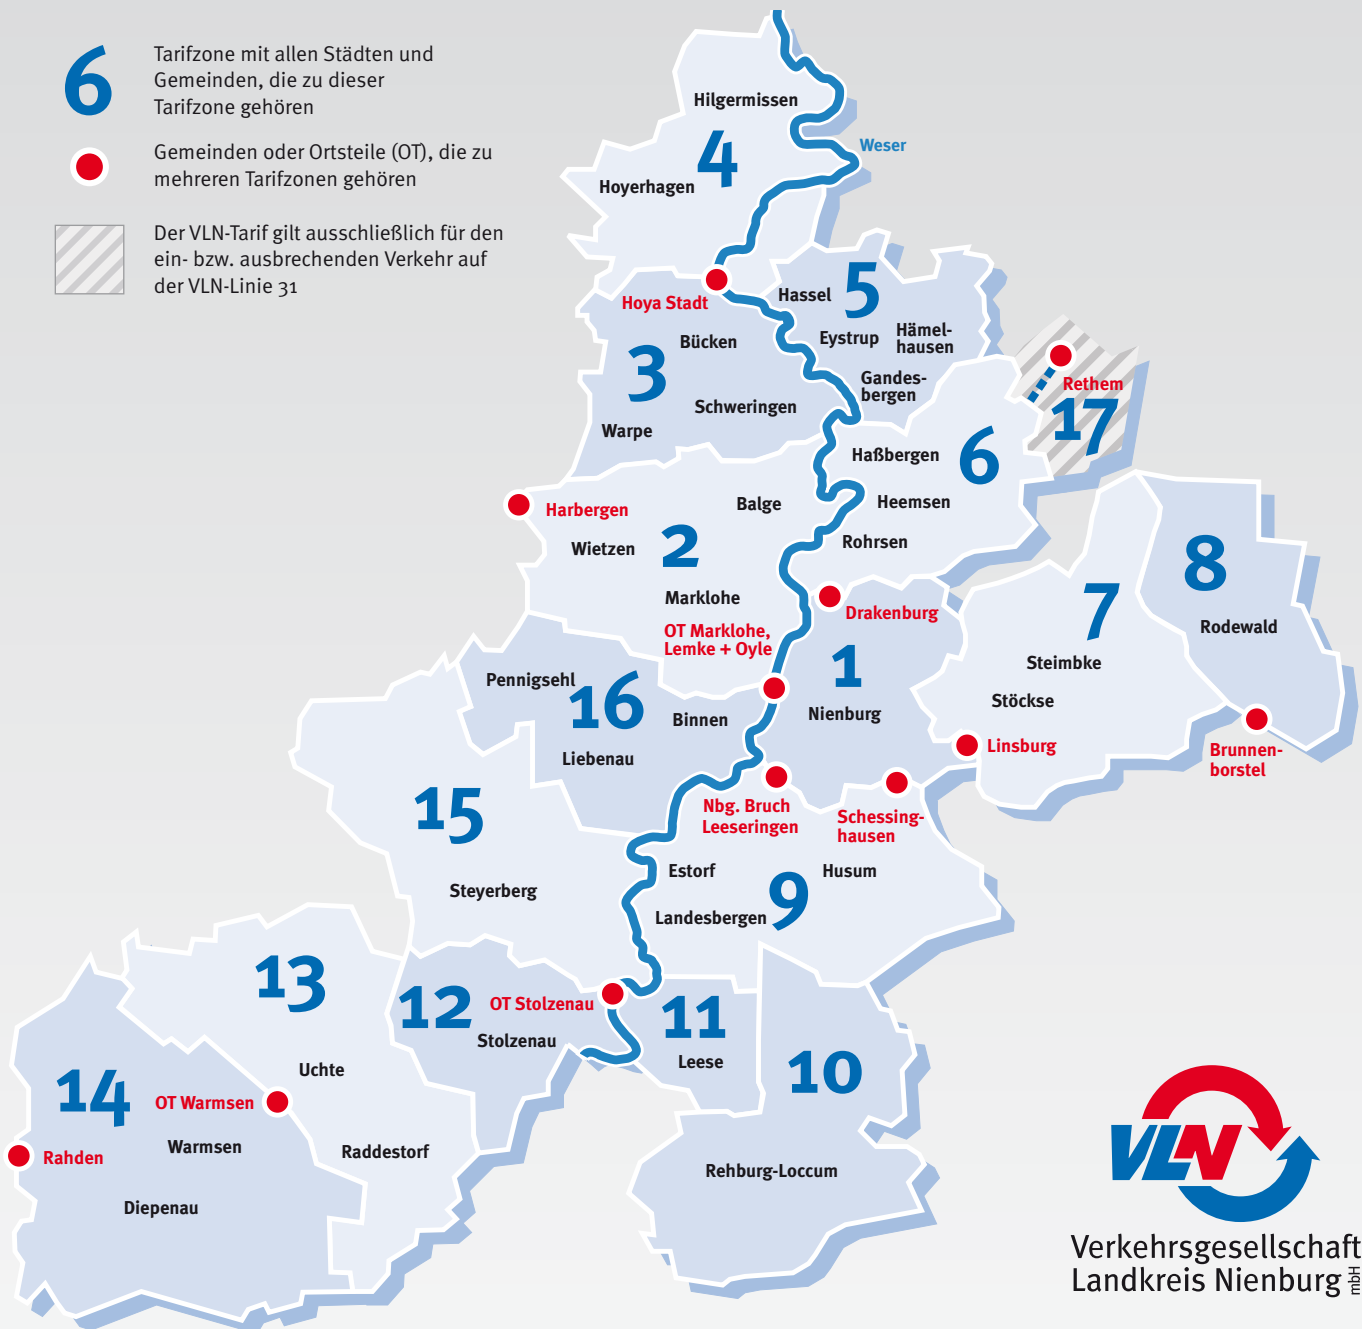 6
Tarifzone mit allen Städten und
Gemeinden, die zu dieser
Tarifzone gehören
Gemeinden oder Ortsteile (OT), die zu
mehreren Tarifzonen gehören
Der VLN-Tarif gilt ausschließlich für den
ein- bzw. ausbrechenden Verkehr auf
der VLN-Linie 31
Hilgermissen
4
Weser
Hoyerhagen
Hoya Stadt
5
Hassel
Eystrup
Hämel-
hausen
Gandes-
bergen
Bücken
3
Schweringen
Warpe
Rethem
17
Haßbergen
6
Heemsen
Rohrsen
Harbergen
Balge
Wietzen
2
Marklohe
OT Marklohe,
Lemke + Oyle
Drakenburg
1
Nienburg
7
Steimbke
Stöckse
Linsburg
8
Rodewald
Brunnen-
borstel
Pennigsehl
16
Binnen
Liebenau
Nbg. Bruch
Leeseringen
Schessing-
hausen
15
Steyerberg
Estorf
Husum
9
Landesbergen
13
Uchte
Raddestorf
12
OT Stolzenau
Stolzenau
11
Leese
10
Rehburg-Loccum
14
OT Warmsen
Warmsen
Rahden
Diepenau
VLN
Verkehrsgesellschaft
Landkreis Nienburg mbH